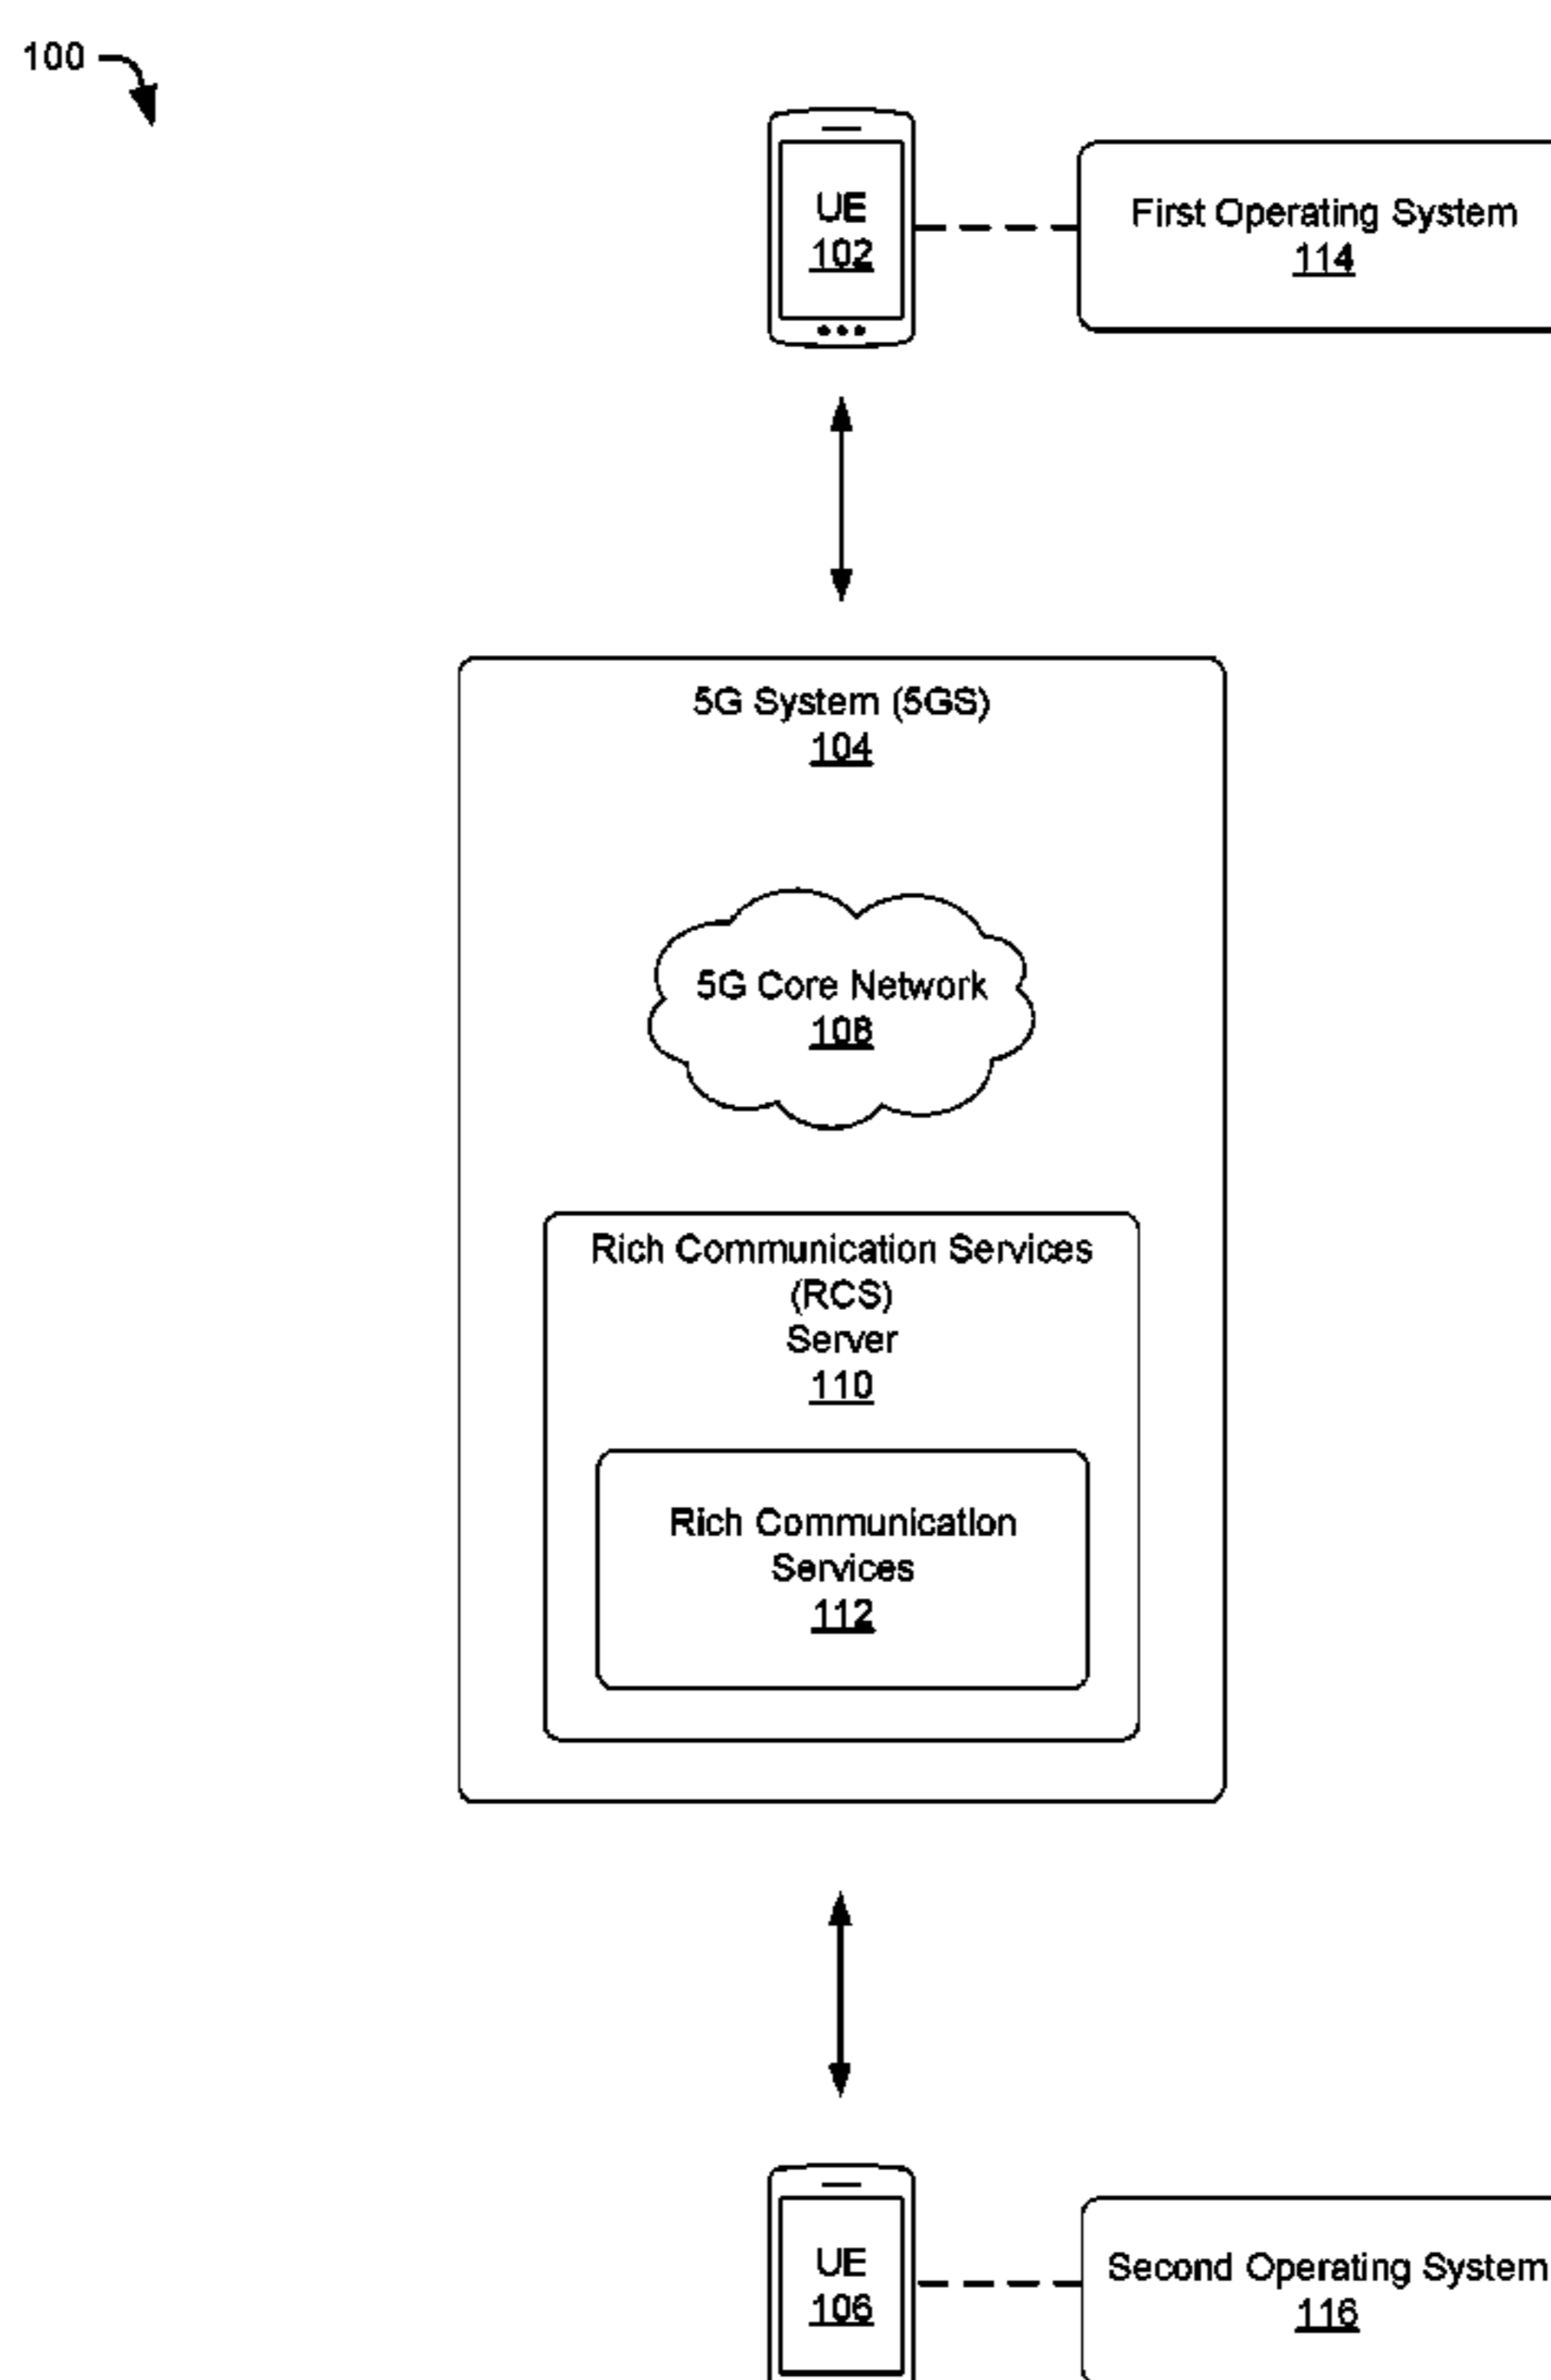 100
UE
102
First Operating System
114
5G System (5GS)
104
5G Core Network
108
Rich Communication Services
(RCS)
Server
110
Rich Communication
Services
112
UE
106
Second Operating System
116